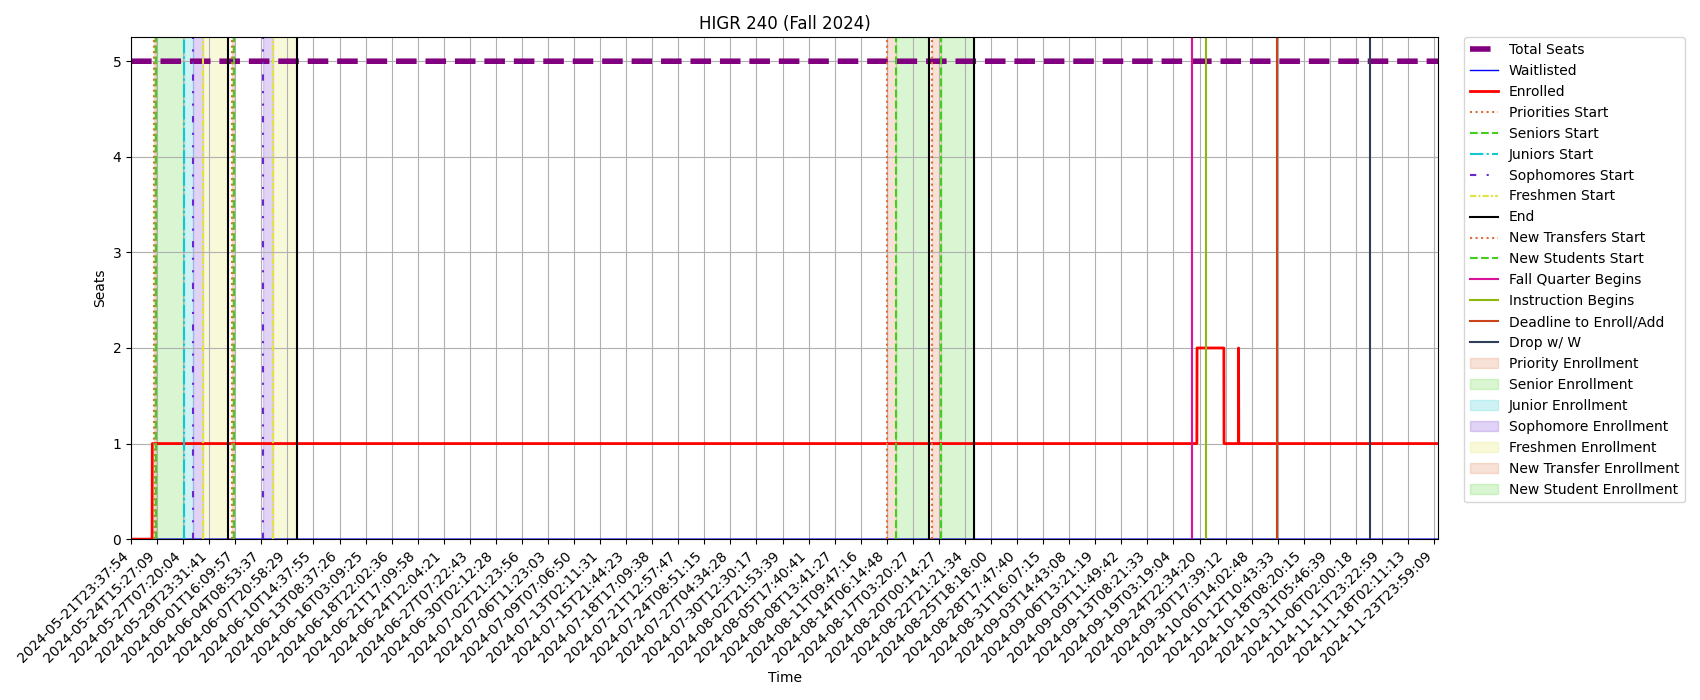 HIGR 240 (Fall 2024)
Seats
5
4
3
2
1
0
2024-05-21T23:37:54
2024-05-24T15:27:09
2024-05-27T07:20:04
2024-05-29T23:31:41
2024-06-01T16:09:57
2024-06-04T08:53:37
2024-06-07T20:58:29
2024-06-10T14:37:55
2024-06-13T08:37:26
2024-06-16T03:09:25
2024-06-18T22:02:36
2024-06-21T17:09:58
2024-06-24T12:04:21
2024-06-27T07:22:43
2024-06-30T02:12:28
2024-07-02T21:23:56
2024-07-06T11:23:03
2024-07-09T07:06:50
2024-07-13T02:11:31
2024-07-15T21:44:23
2024-07-18T17:09:38
2024-07-21T12:57:47
2024-07-24T08:51:15
2024-07-27T04:34:28
2024-07-30T12:30:17
2024-08-02T21:53:39
2024-08-05T17:40:41
2024-08-08T13:41:27
2024-08-11T09:47:16
2024-08-14T06:14:48
2024-08-17T03:20:27
2024-08-20T00:14:27
2024-08-22T21:21:34
2024-08-25T18:18:00
2024-08-28T17:47:40
2024-08-31T16:07:15
2024-09-03T14:43:08
2024-09-06T13:21:19
2024-09-09T11:49:42
2024-09-13T08:21:33
2024-09-19T03:19:04
2024-09-24T22:34:20
2024-09-30T17:39:12
2024-10-06T14:02:48
2024-10-12T10:43:33
2024-10-18T08:20:15
2024-10-31T05:46:39
2024-11-06T02:00:18
2024-11-11T23:22:59
2024-11-18T02:11:13
2024-11-23T23:59:09
Time
Total Seats
Waitlisted
Enrolled
Priorities Start
Seniors Start
Juniors Start
Sophomores Start
Freshmen Start
End
New Transfers Start
New Students Start
Fall Quarter Begins
Instruction Begins
Deadline to Enroll/Add
Drop w/ W
Priority Enrollment
Senior Enrollment
Junior Enrollment
Sophomore Enrollment
Freshmen Enrollment
New Transfer Enrollment
New Student Enrollment